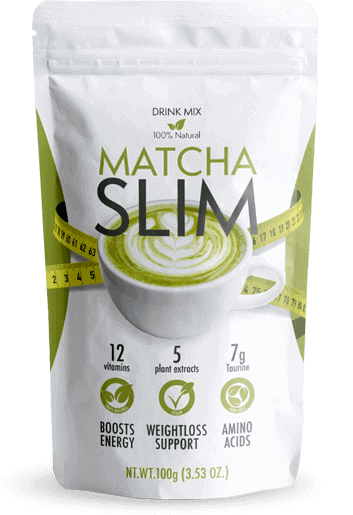 DRINK MIX
100% Natural
MATCHA
SLIM
12 5 7g
vitamins plant extracts Taurine
BOOSTS WEIGHTLOSS AMINO
ENERGY SUPPORT ACIDS
NT.WT.100g (3.53 OZ.)